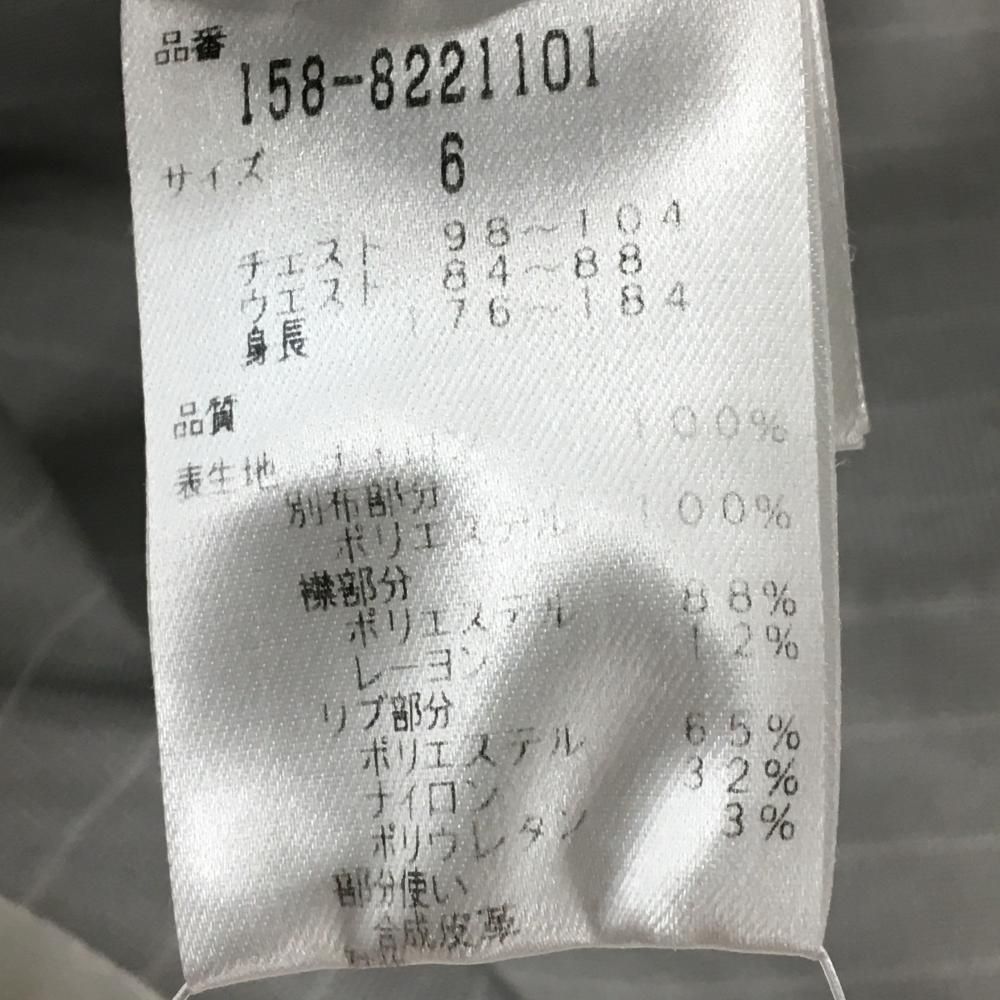 品番 158-8221101
サイズ 6
チェスト 98~104
ウエスト 84~88
身長 176~184
品質
表生地
ナイロン 100%
別布部分
ポリエステル 100%
襟部分
ポリエステル 88%
レーヨン 12%
リブ部分
ポリエステル 65%
ナイロン 32%
ポリウレタン 3%
部分使い
合成皮革